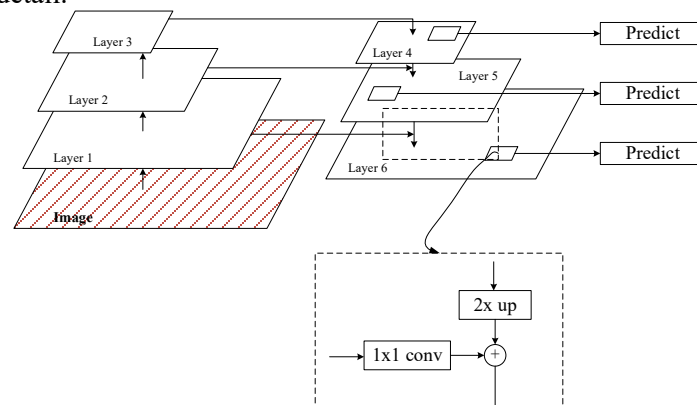 detail.
Layer 3
Layer 4
Predict
Layer 2
Layer 5
Predict
Layer 1
Layer 6
Predict
Image
2x up
1x1 conv
+